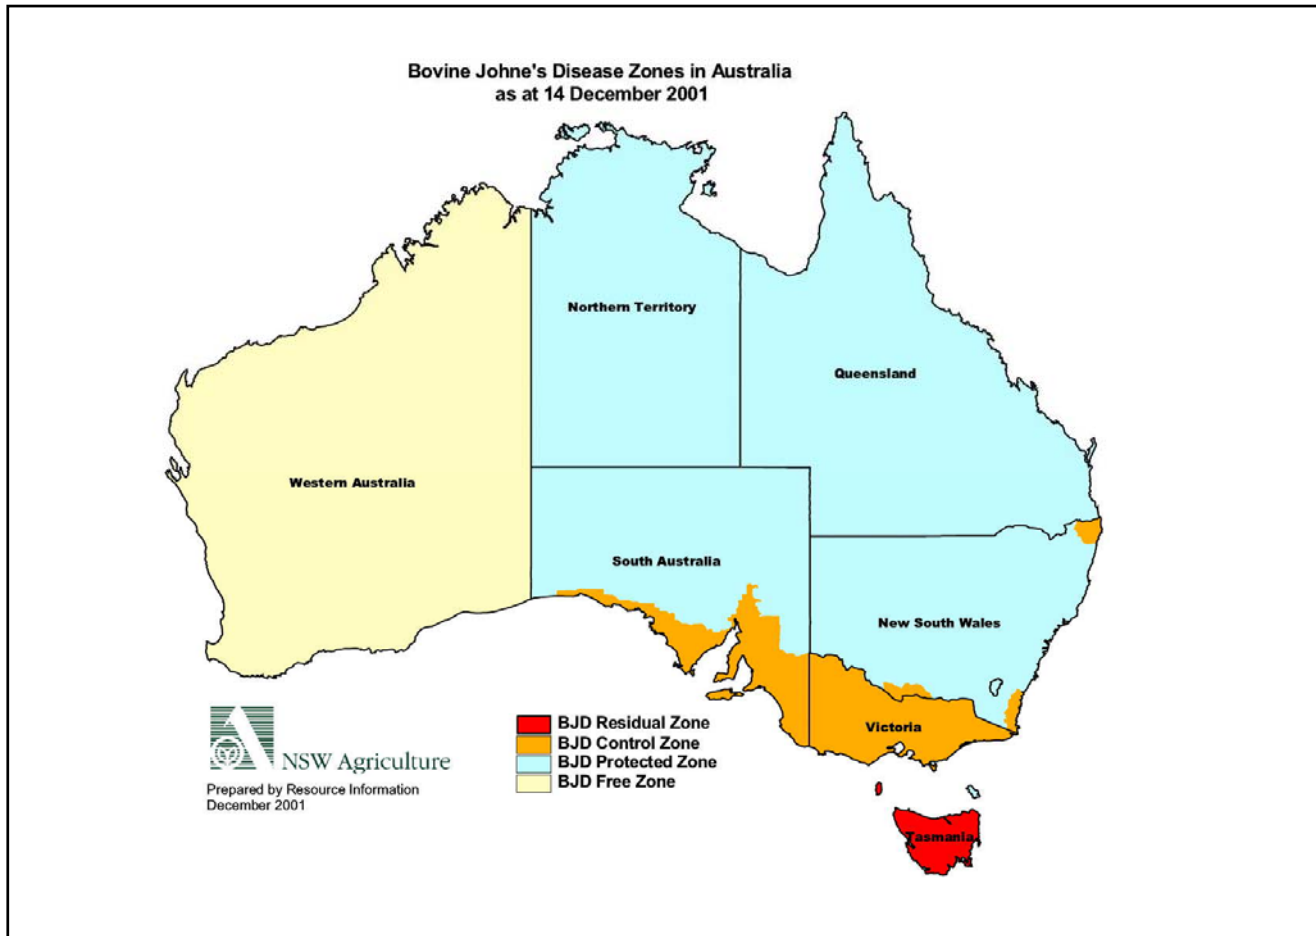 Bovine Johne's Disease Zones in Australia
as at 14 December 2001
Northern Territory
Queensland
Western Australia
South Australia
New South Wales
Victoria
Tasmania
NSW Agriculture
Prepared by Resource Information
December 2001
BJD Residual Zone
BJD Control Zone
BJD Protected Zone
BJD Free Zone